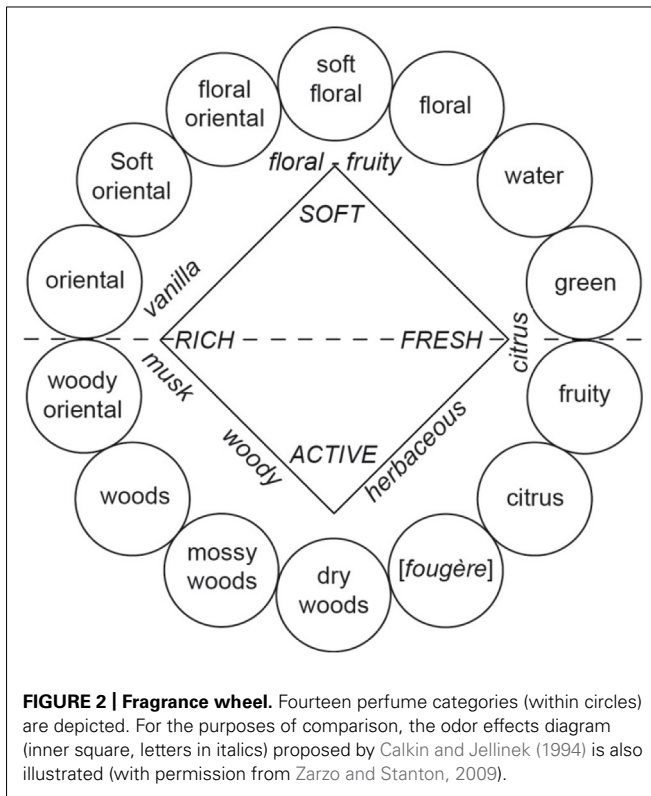 soft
floral
floral
oriental
floral
Soft
oriental
water
floral - fruity
SOFT
oriental
vanilla
green
RICH
FRESH
citrus
musk
woody
oriental
fruity
woody
ACTIVE
herbaceous
woods
citrus
mossy
woods
dry
woods
[fougère]
FIGURE 2 | Fragrance wheel. Fourteen perfume categories (within circles)
are depicted. For the purposes of comparison, the odor effects diagram
(inner square, letters in italics) proposed by Calkin and Jellinek (1994) is also
illustrated (with permission from Zarzo and Stanton, 2009).